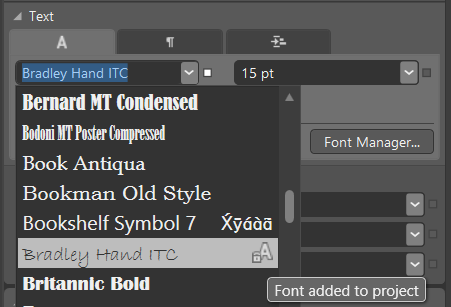 Text
A
¶
Bradley Hand ITC
15 pt
Bernard MT Condensed
Bodoni MT Poster Compressed
Book Antiqua
Bookman Old Style
Font Manager...
Bookshelf Symbol 7 X̌ȳáàã
Bradley Hand ITC A
Britannic Bold
Font added to project